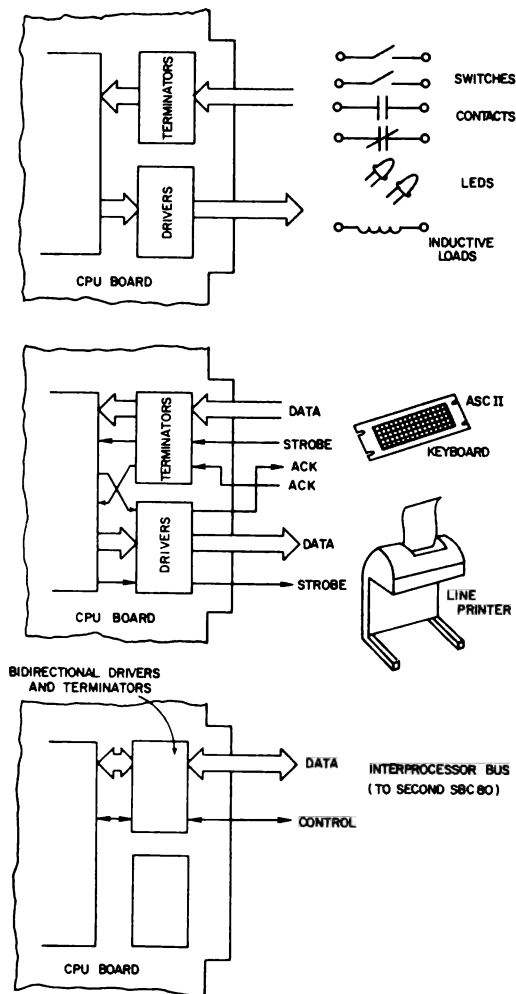 TERMINATORS
SWITCHES
CONTACTS
LEDS
DRIVERS
INDUCTIVE
LOADS
CPU BOARD
TERMINATORS
DATA
STROBE
ACK
ACK
ASC II
KEYBOARD
DRIVERS
DATA
STROBE
LINE
PRINTER
CPU BOARD
BIDIRECTIONAL DRIVERS
AND TERMINATORS
DATA
CONTROL
INTERPROCESSOR BUS
(TO SECOND SBC 80)
CPU BOARD